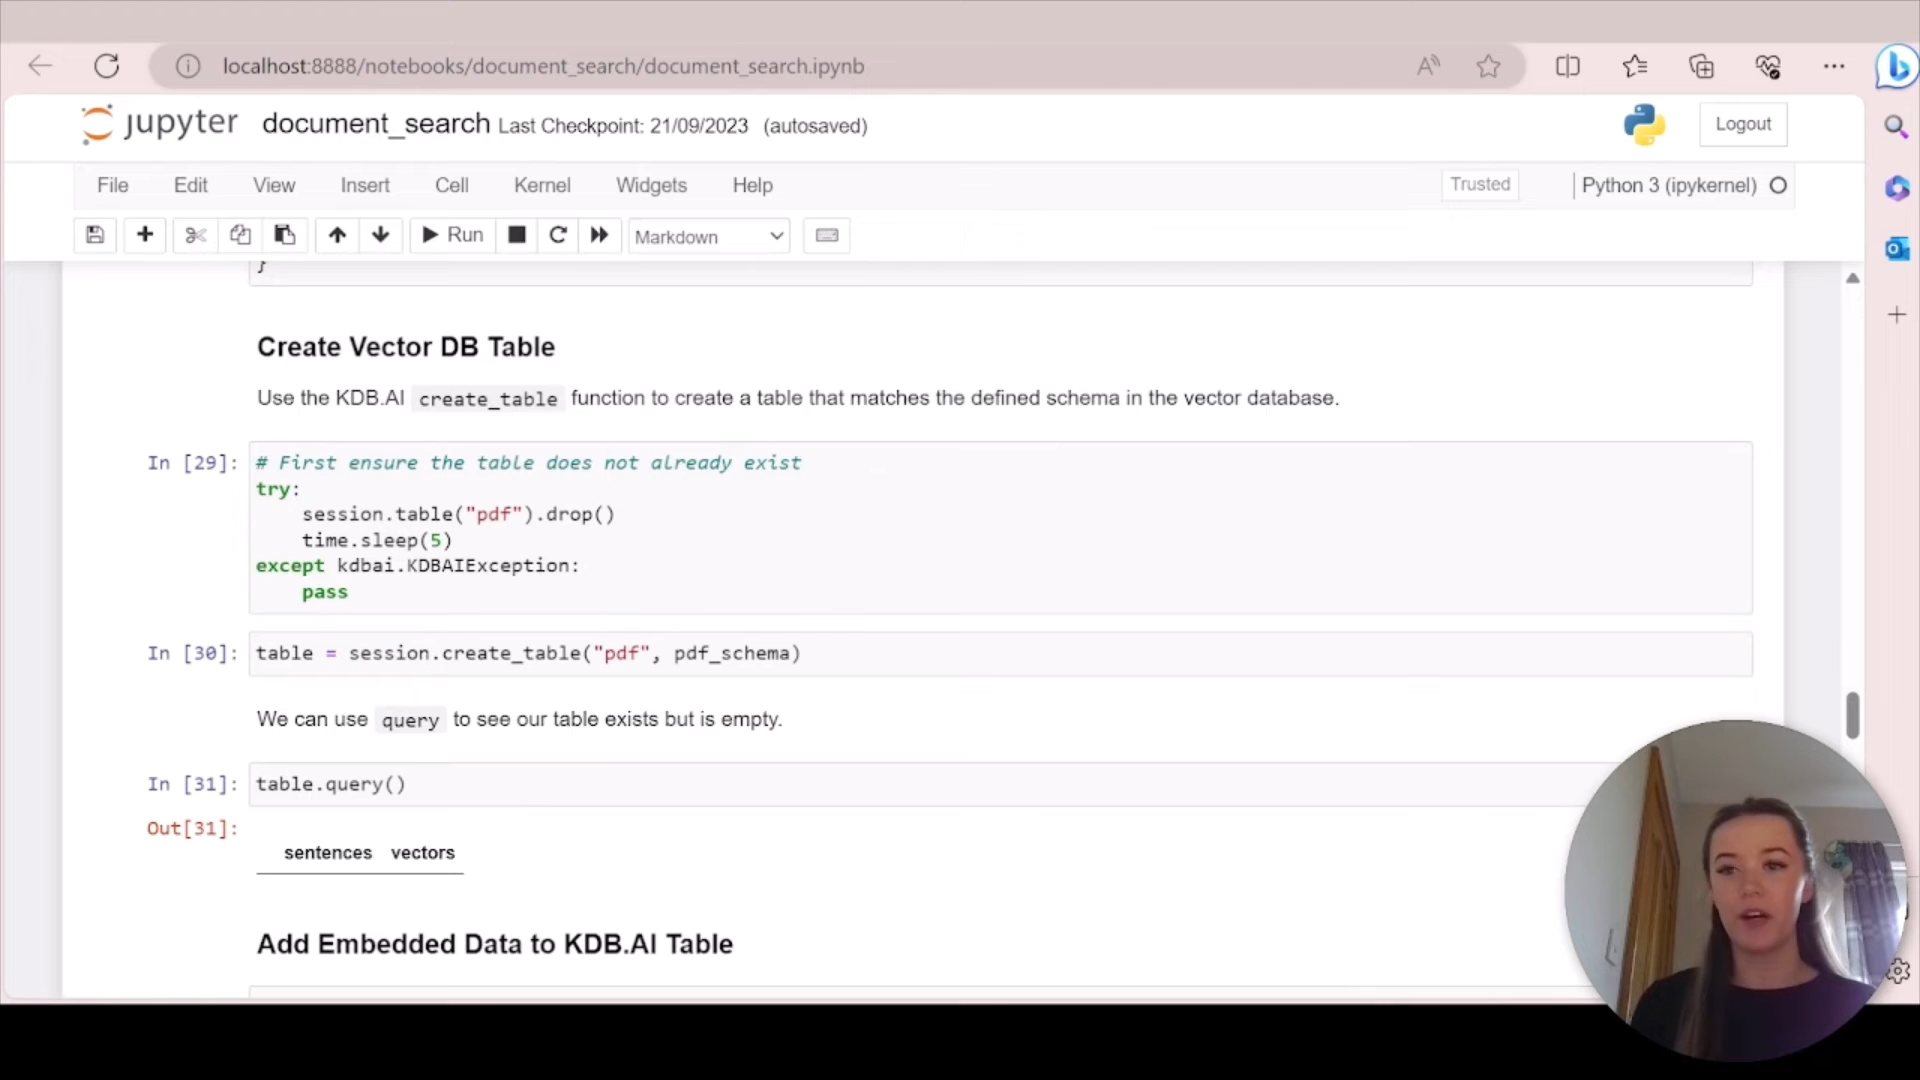 localhost:8888/notebooks/document_search/document_search.ipynb
jupyter document_search Last Checkpoint: 21/09/2023 (autosaved)
Logout
File Edit View Insert Cell Kernel Widgets Help
Trusted
Python 3 (ipykernel)
Run
Markdown
}
Create Vector DB Table
Use the KDB.AI create_table function to create a table that matches the defined schema in the vector database.
In [29]: # First ensure the table does not already exist
try:
    session.table("pdf").drop()
    time.sleep(5)
except kdbai.KDBAIException:
    pass
In [30]: table = session.create_table("pdf", pdf_schema)
We can use query to see our table exists but is empty.
In [31]: table.query()
Out[31]:
sentences vectors
Add Embedded Data to KDB.AI Table